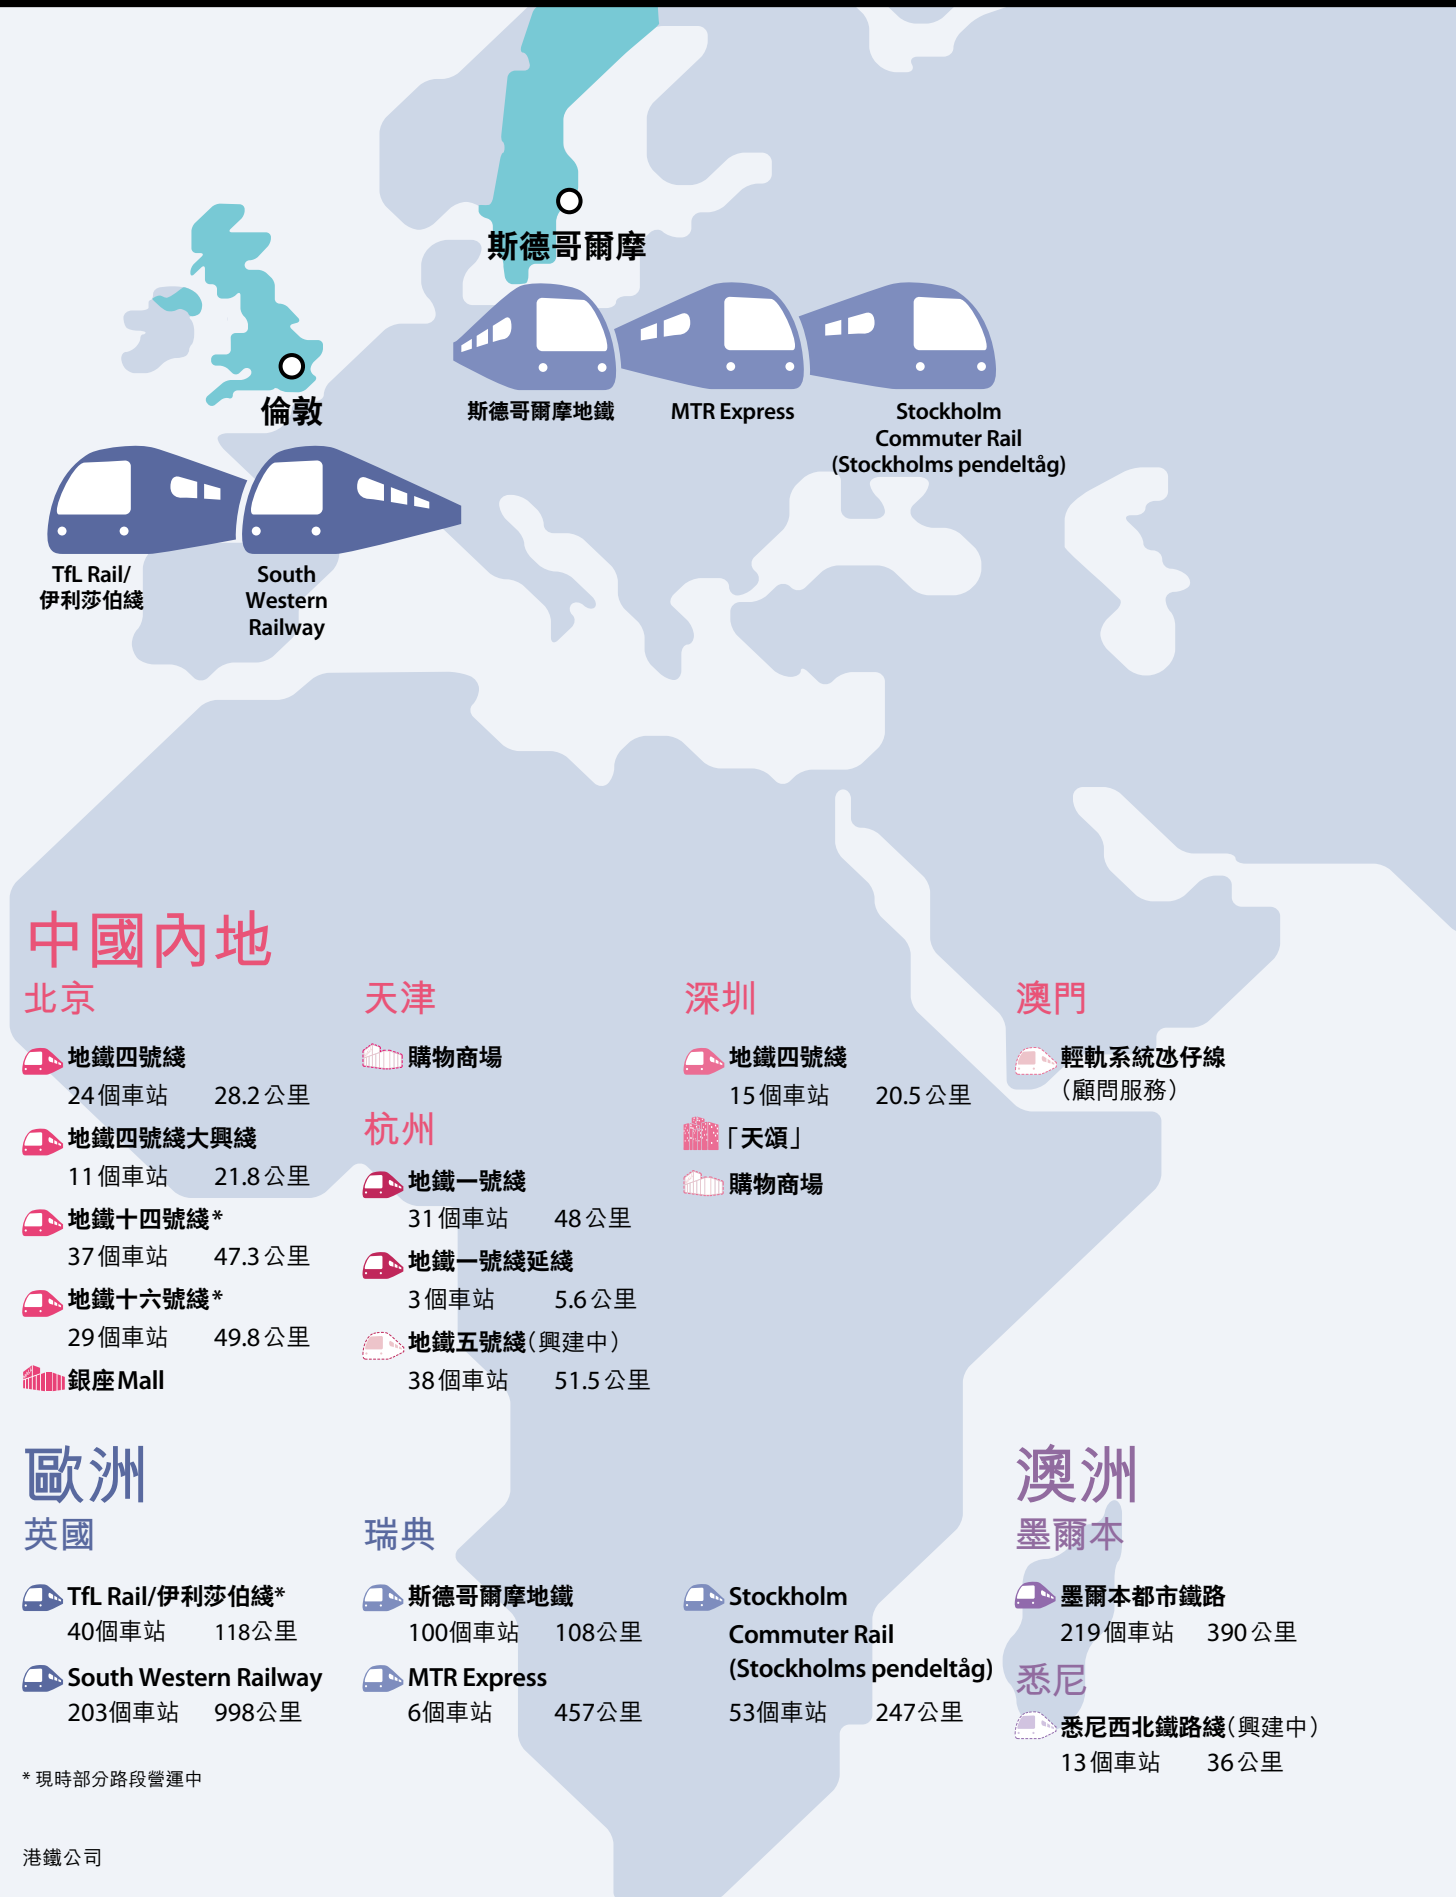 斯德哥爾摩
倫敦
斯德哥爾摩地鐵
MTR Express
Stockholm
Commuter Rail
(Stockholms pendeltåg)
TfL Rail/
伊利莎伯綫
South
Western
Railway
中國內地
北京
地鐵四號綫
24個車站 28.2公里
地鐵四號綫大興綫
11個車站 21.8公里
地鐵十四號綫*
37個車站 47.3公里
地鐵十六號綫*
29個車站 49.8公里
銀座Mall
天津
購物商場
杭州
地鐵一號綫
31個車站 48公里
地鐵一號綫延綫
3個車站 5.6公里
地鐵五號綫(興建中)
38個車站 51.5公里
深圳
地鐵四號綫
15個車站 20.5公里
「天頌」
購物商場
澳門
輕軌系統氹仔線
(顧問服務)
歐洲
英國
TfL Rail/伊利莎伯綫*
40個車站 118公里
South Western Railway
203個車站 998公里
瑞典
斯德哥爾摩地鐵
100個車站 108公里
MTR Express
6個車站 457公里
Stockholm
Commuter Rail
(Stockholms pendeltåg)
53個車站 247公里
澳洲
墨爾本
墨爾本都市鐵路
219個車站 390公里
悉尼
悉尼西北鐵路綫(興建中)
13個車站 36公里
* 現時部分路段營運中
港鐵公司